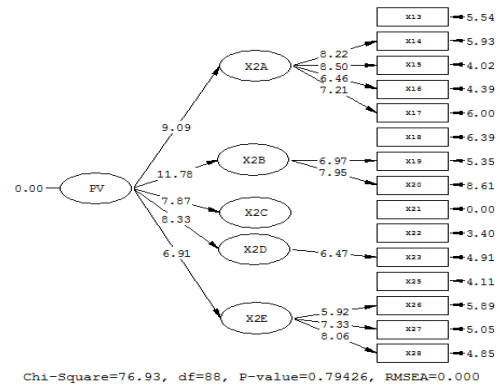 X13 5.54
8.22 X14 5.93
X2A 8.50 X15 4.02
6.46 X16 4.39
7.21 X17 6.00
9.09 X18 6.39
X2B 6.97 X19 5.35
11.78 7.95 X20 8.61
0.00 PV 7.87 X2C X21 0.00
8.33 X22 3.40
X2D 6.47 X23 4.91
6.91 X25 4.11
5.92 X26 5.89
X2E 7.33 X27 5.05
8.06 X28 4.85
Chi-Square=76.93, df=88, P-value=0.79426, RMSEA=0.000